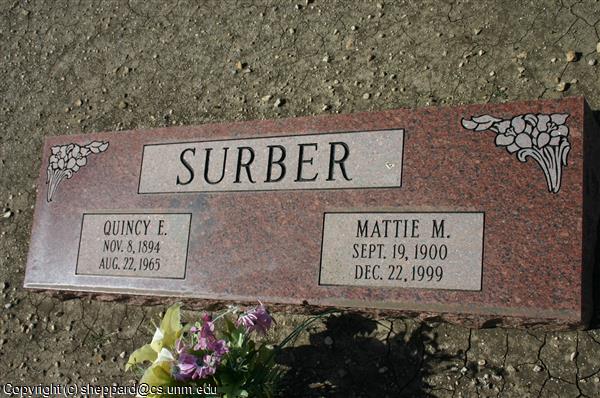 SURBER
QUINCY E.
NOV. 8, 1894
AUG. 22, 1965
MATTIE M.
SEPT. 19, 1900
DEC. 22, 1999
Copyright (c) sheppard@cs.unm.edu